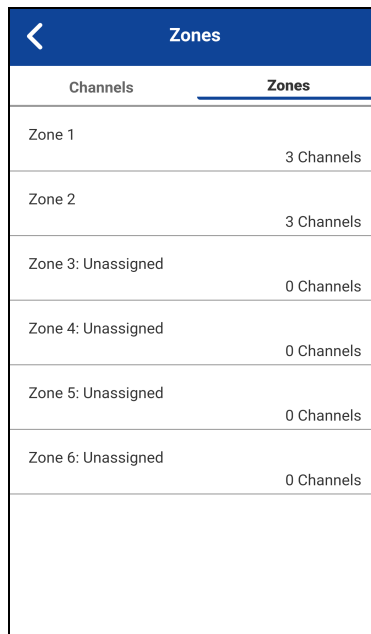 Zones
Channels Zones
Zone 1
3 Channels
Zone 2
3 Channels
Zone 3: Unassigned
0 Channels
Zone 4: Unassigned
0 Channels
Zone 5: Unassigned
0 Channels
Zone 6: Unassigned
0 Channels